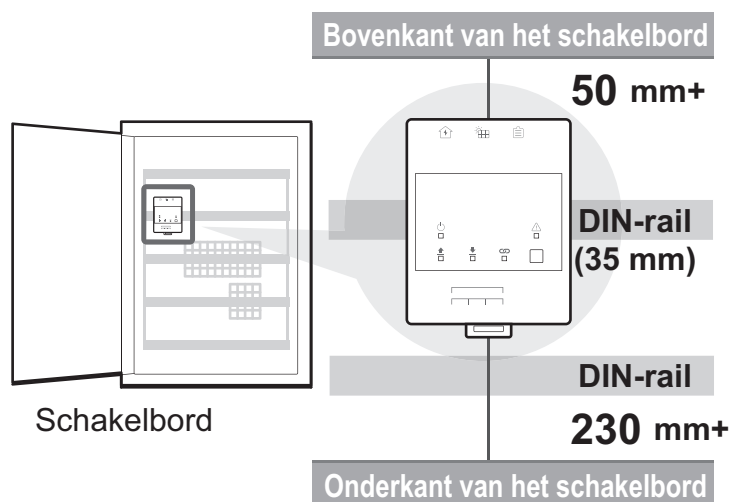 Bovenkant van het schakelbord
50 mm+
DIN-rail
(35 mm)
DIN-rail
Schakelbord
230 mm+
Onderkant van het schakelbord